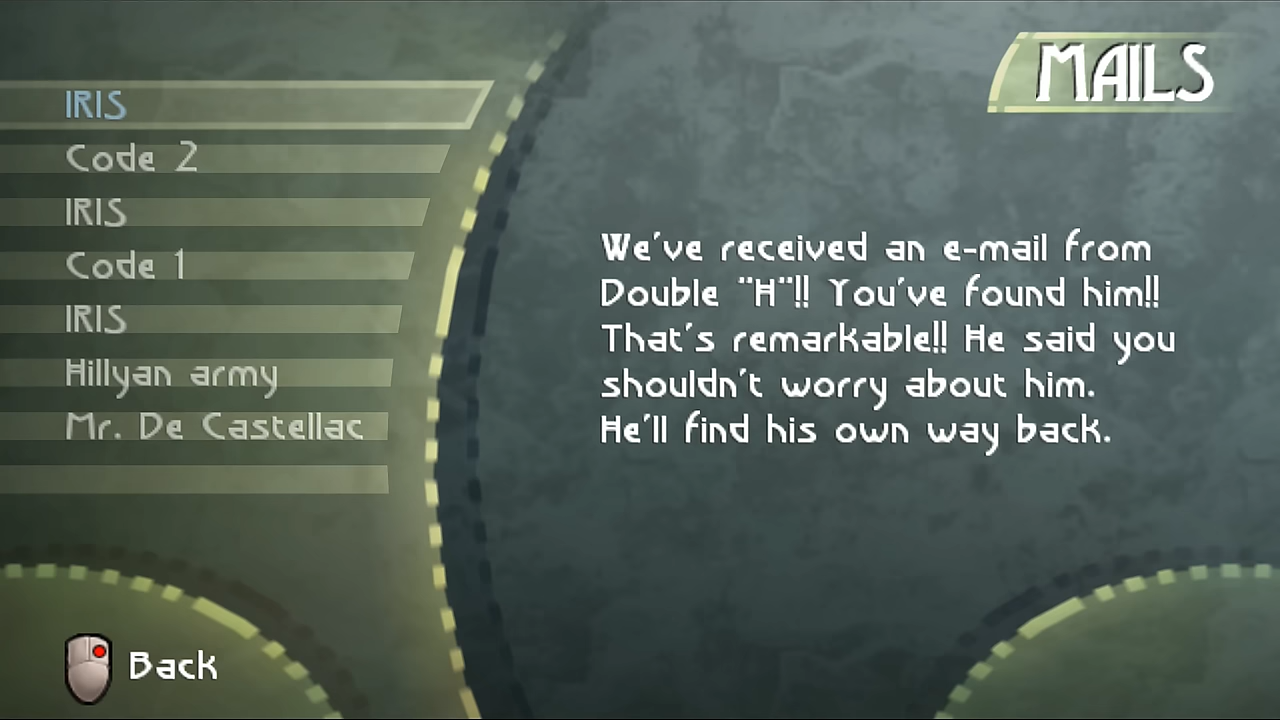 MAILS
IRIS
Code 2
IRIS
Code 1
IRIS
Hillyan army
Mr. De Castellac
We've received an e-mail from
Double "H"!! You've found him!!
That's remarkable!! He said you
shouldn't worry about him.
He'll find his own way back.
Back